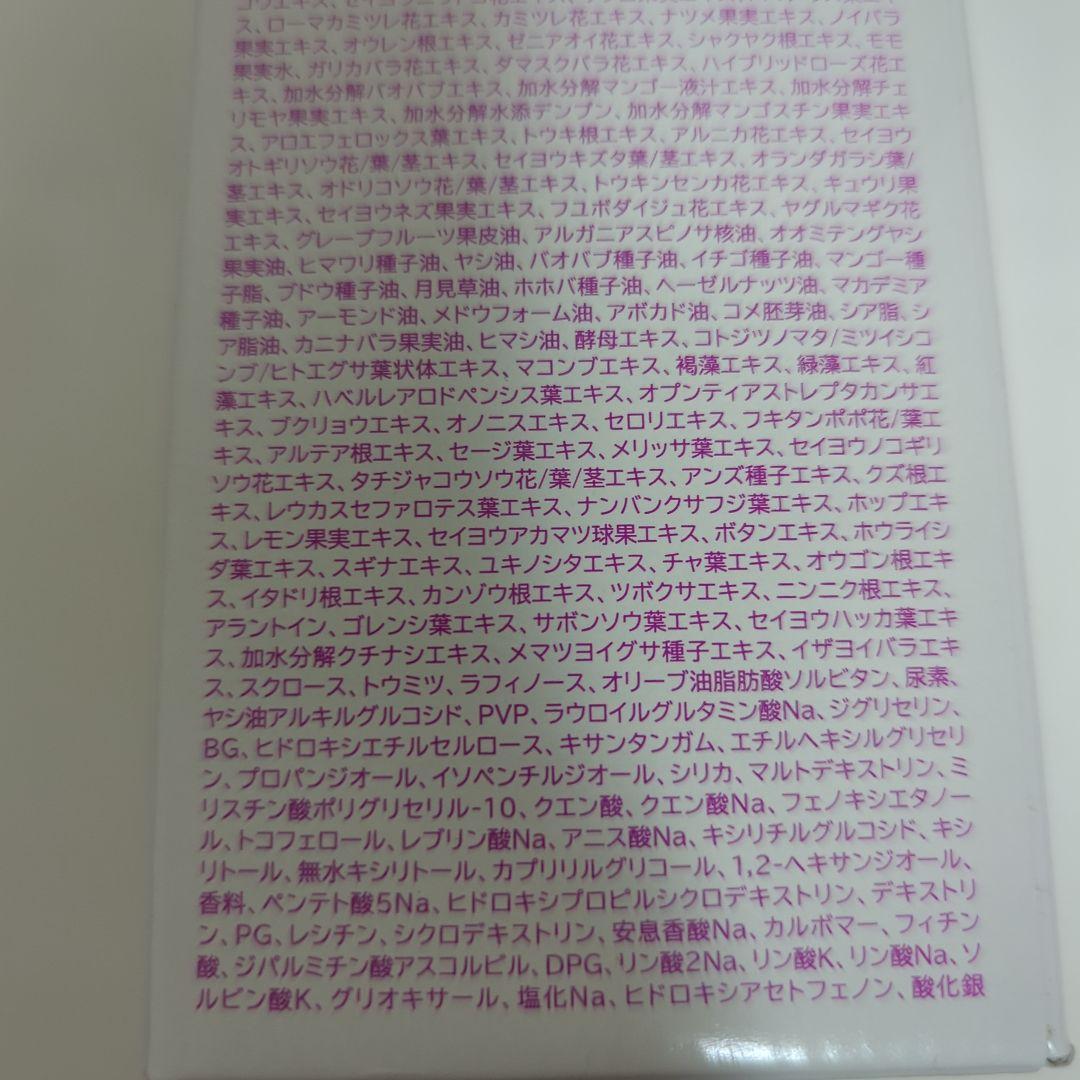 ス、ローマカミツレ花エキス、カミツレ花エキス、ナツメ果実エキス、ノイバラ
果実エキス、オウレン根エキス、ゼニアオイ花エキス、シャクヤク根エキス、モモ
果実水、ガリカバラ花エキス、ダマスクバラ花エキス、ハイブリッドローズ花エ
キス、加水分解バオバブエキス、加水分解マンゴー液汁エキス、加水分解チェ
リモヤ果実エキス、加水分解水添デンプン、加水分解マンゴスチン果実エキ
ス、アロエフェロックス葉エキス、トウキ根エキス、アルニカ花エキス、セイヨウ
オトギリソウ花/葉/茎エキス、セイヨウキズタ葉/茎エキス、オランダガラシ葉/
茎エキス、オドリコソウ花/葉/茎エキス、トウキンセンカ花エキス、キュウリ果
実エキス、セイヨウネズ果実エキス、フユボダイジュ花エキス、ヤグルマギク花
エキス、グレープフルーツ果皮油、アルガニアスピノサ核油、オオミテングヤシ
果実油、ヒマワリ種子油、ヤシ油、バオバブ種子油、イチゴ種子油、マンゴー種
子脂、ブドウ種子油、月見草油、ホホバ種子油、ヘーゼルナッツ油、マカデミア
種子油、アーモンド油、メドウフォーム油、アボカド油、コメ胚芽油、シア脂、シ
ア脂油、カニナバラ果実油、ヒマシ油、酵母エキス、コトジツノマタ/ミツイシコ
ンブ/ヒトエグサ葉状体エキス、マコンブエキス、褐藻エキス、緑藻エキス、紅
藻エキス、ハベルレアロドペンシス葉エキス、オプンティアストレプタカンサエ
キス、ブクリョウエキス、オノニスエキス、セロリエキス、フキタンポポ花/葉エ
キス、アルテア根エキス、セージ葉エキス、メリッサ葉エキス、セイヨウノコギリ
ソウ花エキス、タチジャコウソウ花/葉/茎エキス、アンズ種子エキス、クズ根エ
キス、レウカスセファロテス葉エキス、ナンバンクサフジ葉エキス、ホップエキ
ス、レモン果実エキス、セイヨウアカマツ球果エキス、ボタンエキス、ホウライシ
ダ葉エキス、スギナエキス、ユキノシタエキス、チャ葉エキス、オウゴン根エキ
ス、イタドリ根エキス、カンゾウ根エキス、ツボクサエキス、ニンニク根エキス、
アラントイン、ゴレンシ葉エキス、サボンソウ葉エキス、セイヨウハッカ葉エキ
ス、加水分解クチナシエキス、メマツヨイグサ種子エキス、イザヨイバラエキ
ス、スクロース、トウミツ、ラフィノース、オリーブ油脂肪酸ソルビタン、尿素、
ヤシ油アルキルグルコシド、PVP、ラウロイルグルタミン酸Na、ジグリセリン、
BG、ヒドロキシエチルセルロース、キサンタンガム、エチルヘキシルグリセリ
ン、プロパンジオール、イソペンチルジオール、シリカ、マルトデキストリン、ミ
リスチン酸ポリグリセリル-10、クエン酸、クエン酸Na、フェノキシエタノー
ル、トコフェロール、レブリン酸Na、アニス酸Na、キシリチルグルコシド、キシ
リトール、無水キシリトール、カプリリルグリコール、1,2-ヘキサンジオール、
香料、ペンテト酸5Na、ヒドロキシプロピルシクロデキストリン、デキストリ
ン、PG、レシチン、シクロデキストリン、安息香酸Na、カルボマー、フィチン
酸、ジパルミチン酸アスコルビル、DPG、リン酸2Na、リン酸K、リン酸Na、ソ
ルビン酸K、グリオキサール、塩化Na、ヒドロキシアセトフェノン、酸化銀